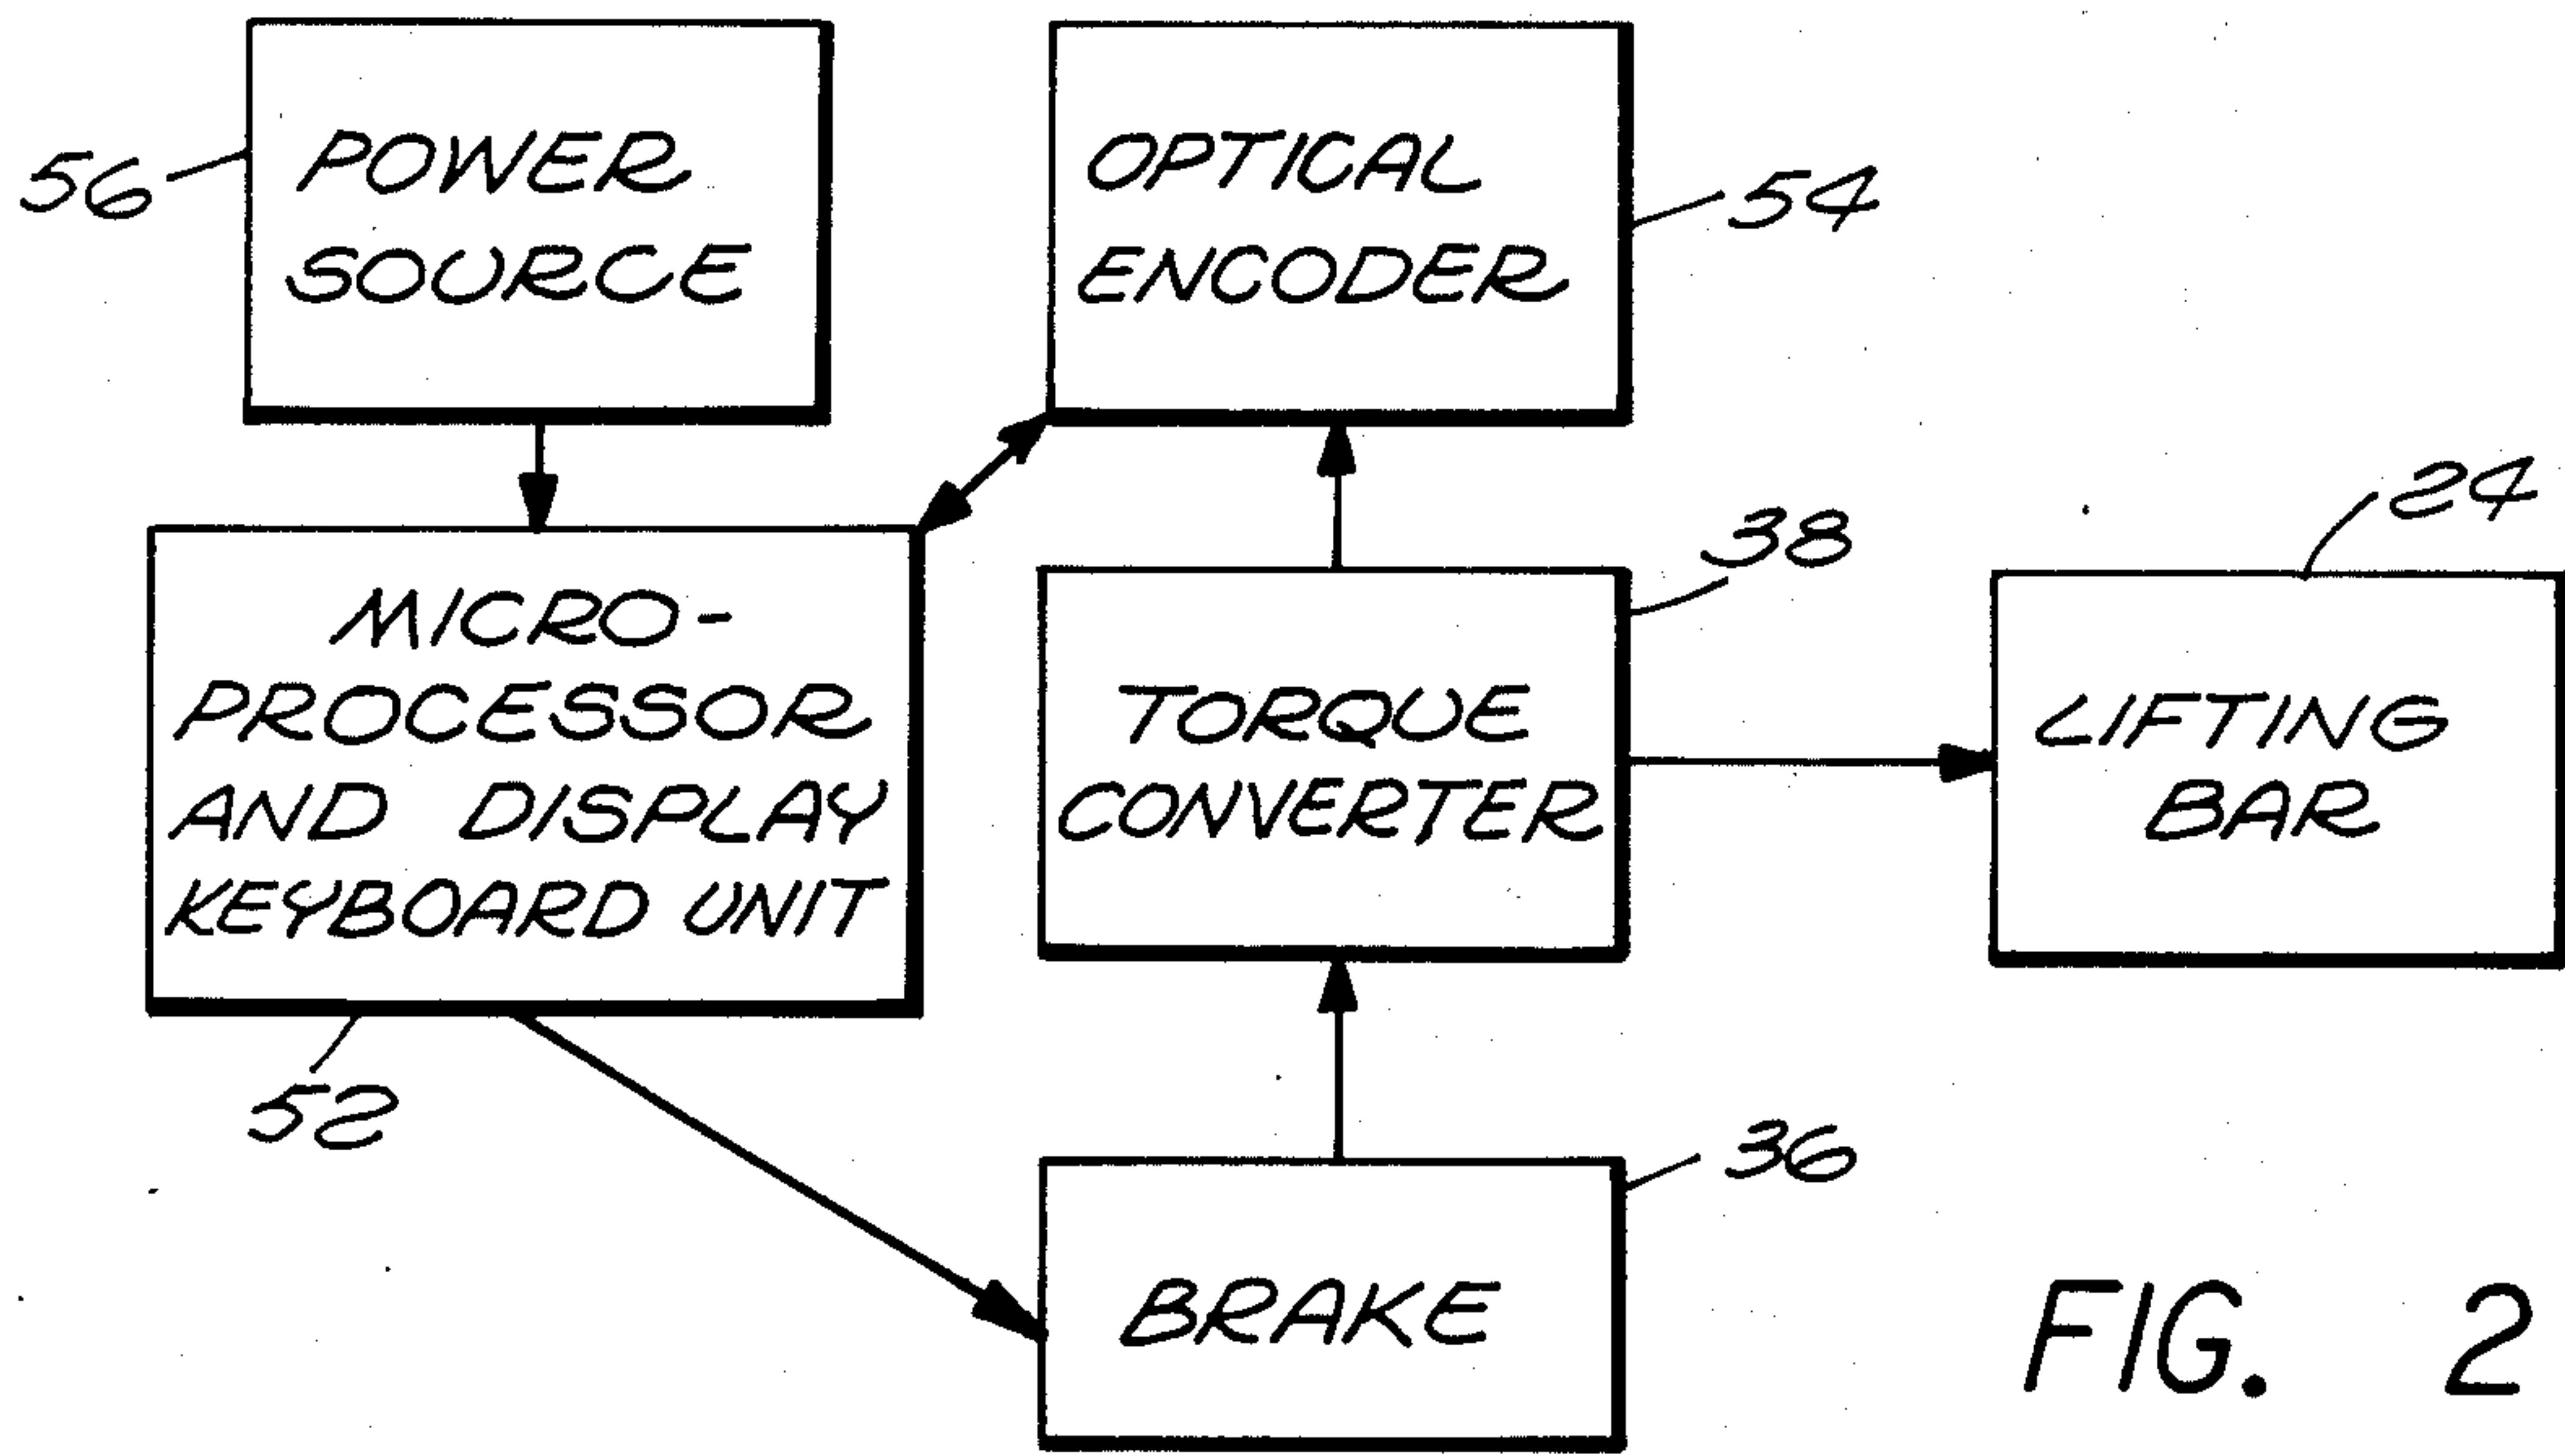 56
POWER
SOURCE
OPTICAL
ENCODER
54
MICRO-
PROCESSOR
AND DISPLAY
KEYBOARD UNIT
52
38
TORQUE
CONVERTER
24
LIFTING
BAR
36
BRAKE
FIG. 2